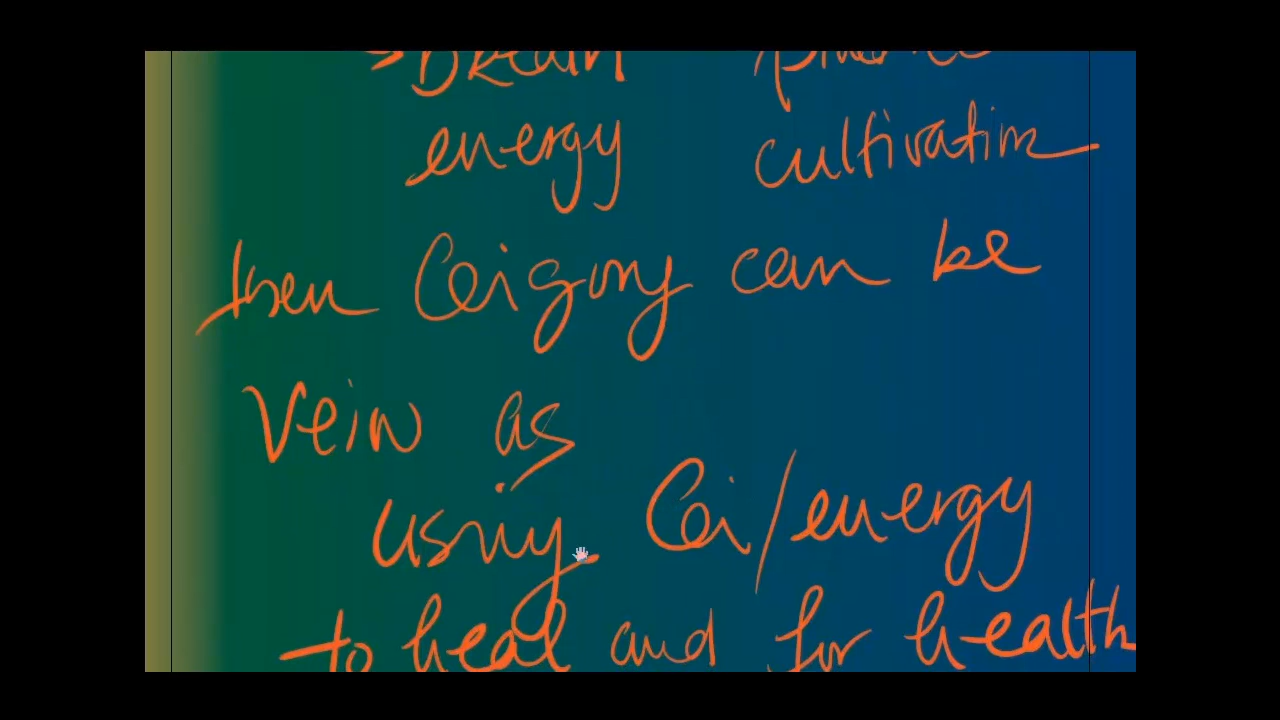 energy cultivation
then Qigong can be
Vein as
using Qi/energy
to heal and for health